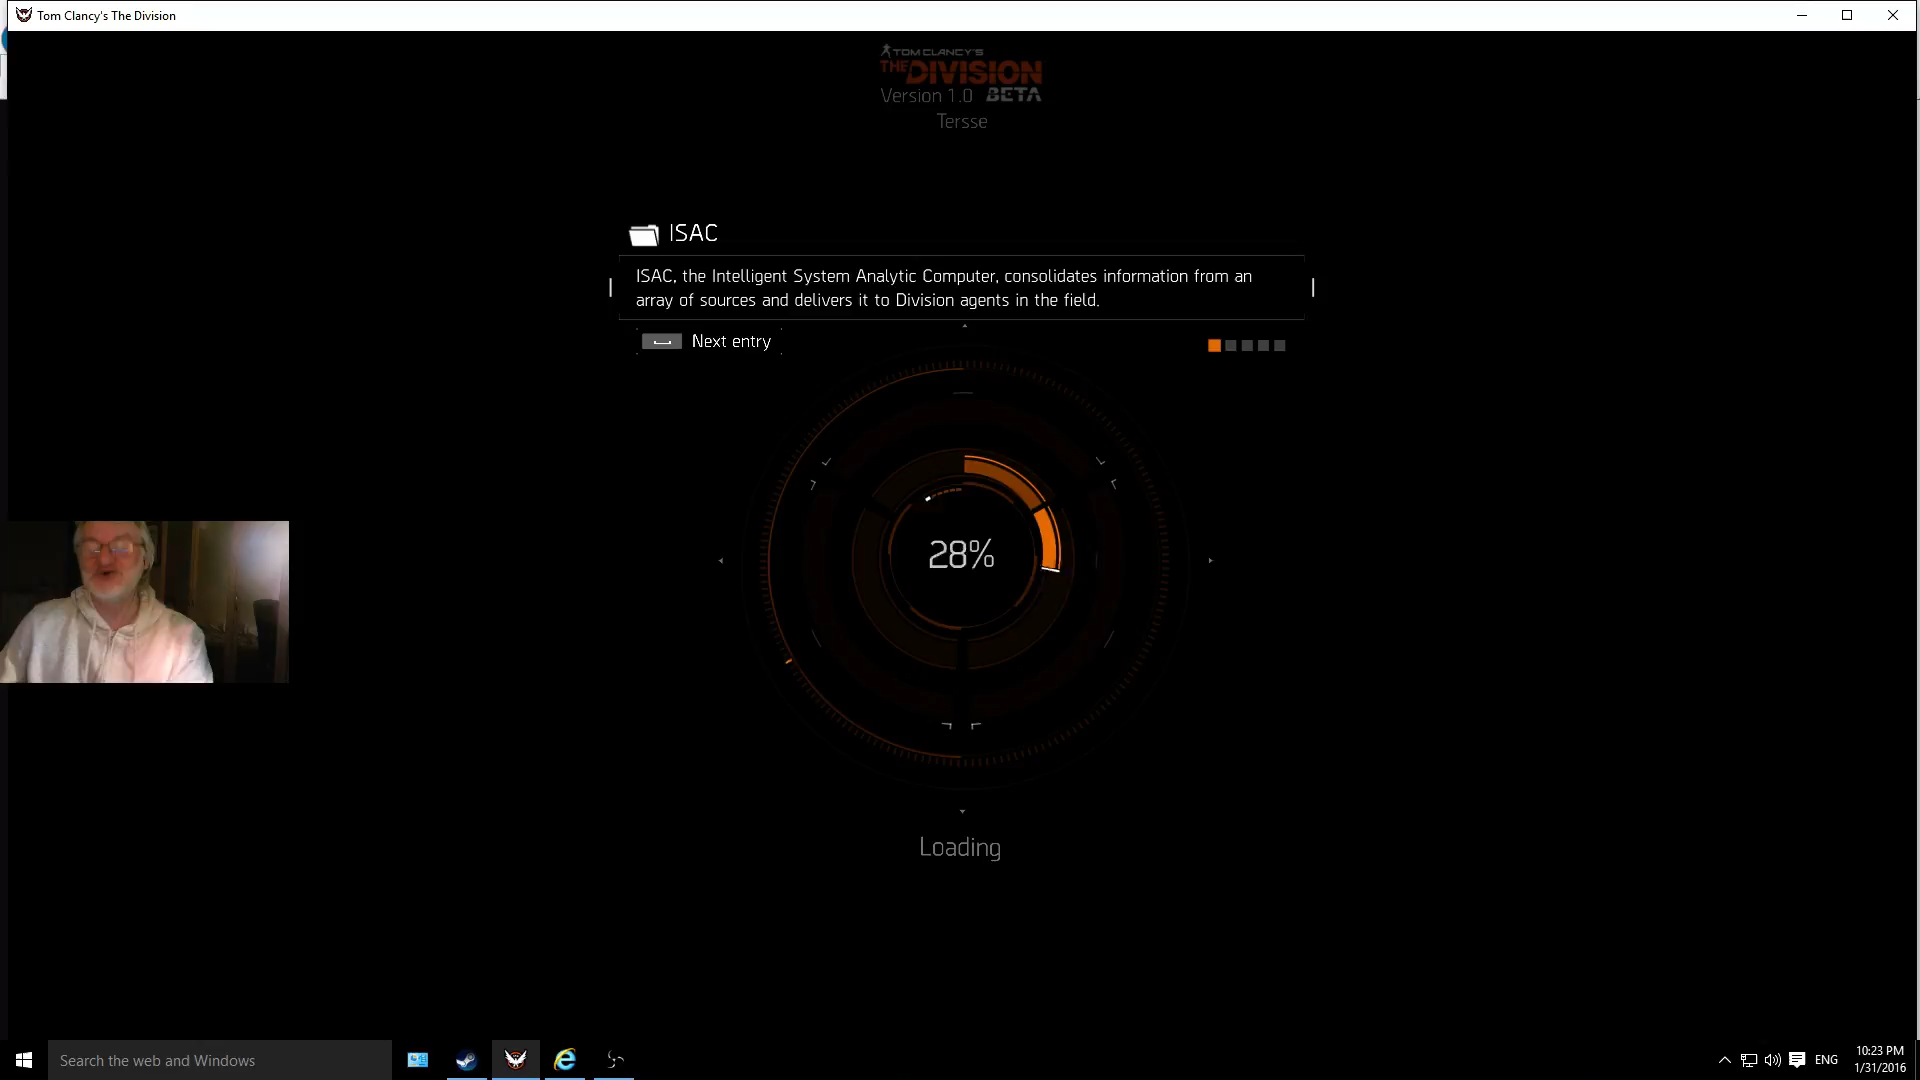 Tom Clancy's The Division
TOM CLANCY'S
THE DIVISION
Version 1.0 BETA
Tersse
ISAC
ISAC, the Intelligent System Analytic Computer, consolidates information from an
array of sources and delivers it to Division agents in the field.
Next entry
28%
Loading
Search the web and Windows
ENG
10:23 PM
1/31/2016